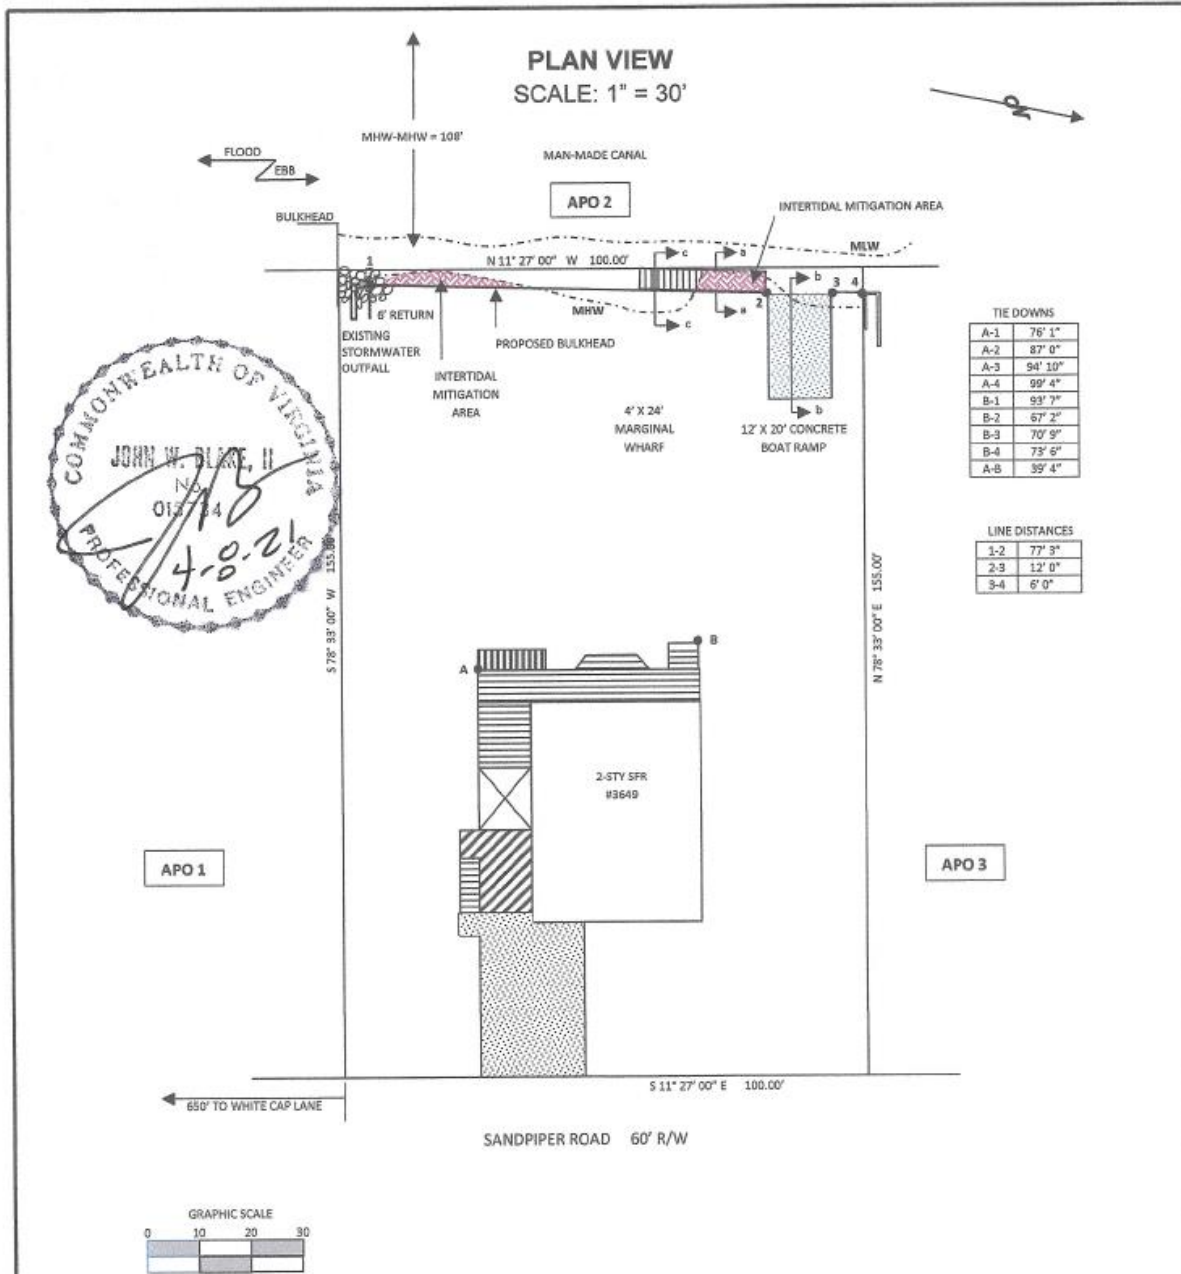 PLAN VIEW
SCALE: 1" = 30'
NO
MHW-MHW = 108'
FLOOD
EBB
MAN-MADE CANAL
APO 2
INTERTIDAL MITIGATION AREA
BULKHEAD
MLW
N 11° 27' 00" W 100.00'
c
a
b
1
2
3
4
6' RETURN
MHW
a
c
EXISTING
STORMWATER
OUTFALL
PROPOSED BULKHEAD
INTERTIDAL
MITIGATION
AREA
4' X 24'
MARGINAL
WHARF
b
12' X 20' CONCRETE
BOAT RAMP
TIE DOWNS
A-1 76' 1"
A-2 87' 0"
A-3 94' 10"
A-4 99' 4"
B-1 93' 7"
B-2 67' 2"
B-3 70' 9"
B-4 73' 6"
A-B 39' 4"
LINE DISTANCES
1-2 77' 3"
2-3 12' 0"
3-4 6' 0"
COMMONWEALTH OF VIRGINIA
JOHN W. BLAKE, II
No.
PROFESSIONAL ENGINEER
S 78° 33' 00" W 155.00'
N 78° 33' 00" E 155.00'
A
B
2-STY SFR
#3649
APO 1
APO 3
S 11° 27' 00" E 100.00'
650' TO WHITE CAP LANE
SANDPIPER ROAD 60' R/W
GRAPHIC SCALE
0 10 20 30